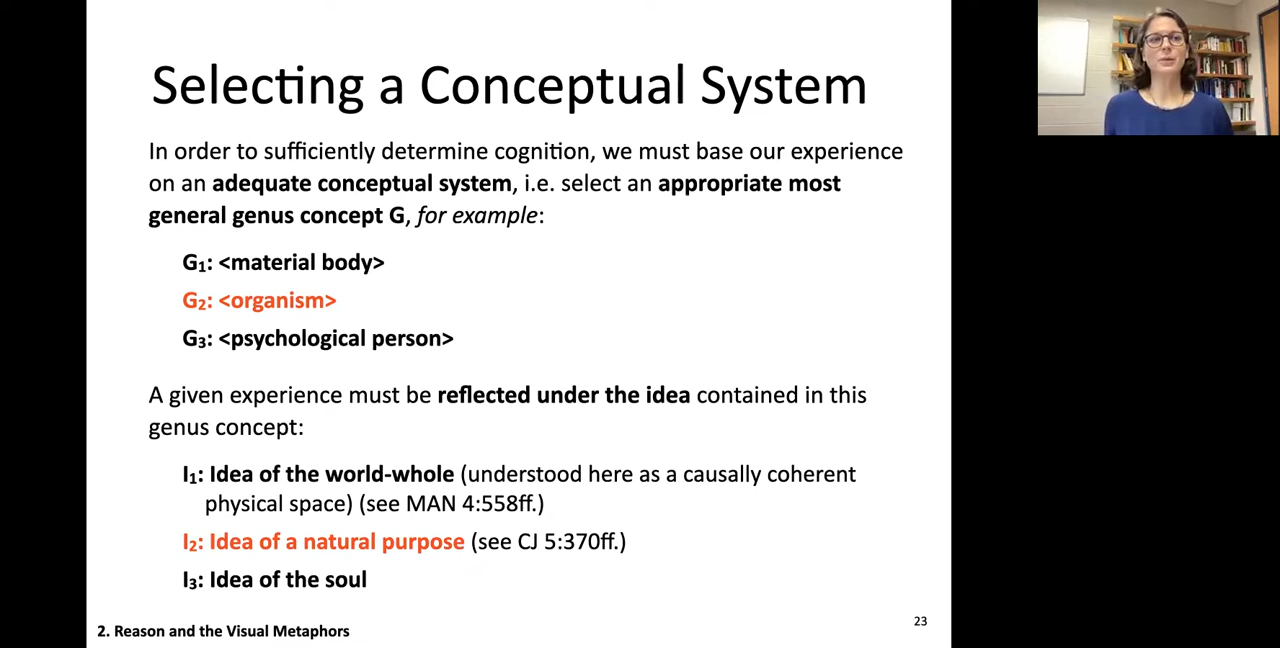 Selecting a Conceptual System
In order to sufficiently determine cognition, we must base our experience
on an adequate conceptual system, i.e. select an appropriate most
general genus concept G, for example:
G₁: <material body>
G₂: <organism>
G₃: <psychological person>
A given experience must be reflected under the idea contained in this
genus concept:
I₁: Idea of the world-whole (understood here as a causally coherent
physical space) (see MAN 4:558ff.)
I₂: Idea of a natural purpose (see CJ 5:370ff.)
I₃: Idea of the soul
2. Reason and the Visual Metaphors
23